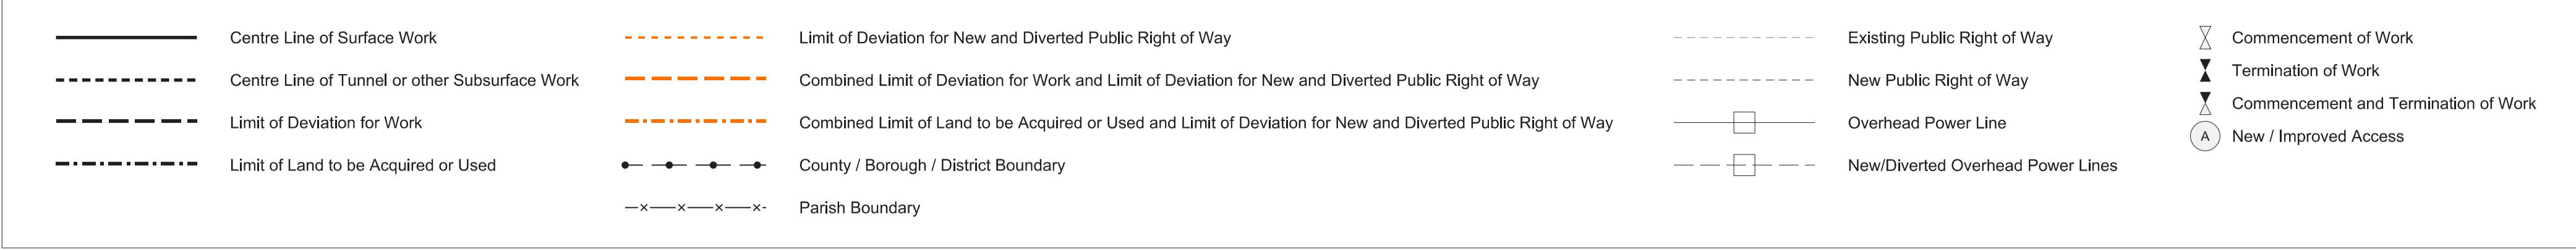 Centre Line of Surface Work
Centre Line of Tunnel or other Subsurface Work
Limit of Deviation for Work
Limit of Land to be Acquired or Used
Limit of Deviation for New and Diverted Public Right of Way
Combined Limit of Deviation for Work and Limit of Deviation for New and Diverted Public Right of Way
Combined Limit of Land to be Acquired or Used and Limit of Deviation for New and Diverted Public Right of Way
County / Borough / District Boundary
Parish Boundary
Existing Public Right of Way
New Public Right of Way
Overhead Power Line
New/Diverted Overhead Power Lines
Commencement of Work
Termination of Work
Commencement and Termination of Work
A New / Improved Access